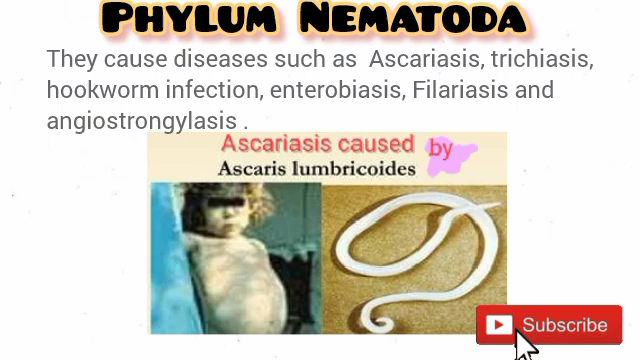 PHYLUM NEMATODA
They cause diseases such as Ascariasis, trichiasis,
hookworm infection, enterobiasis, Filariasis and
angiostrongylasis .
Ascariasis caused by
Ascaris lumbricoides
Subscribe